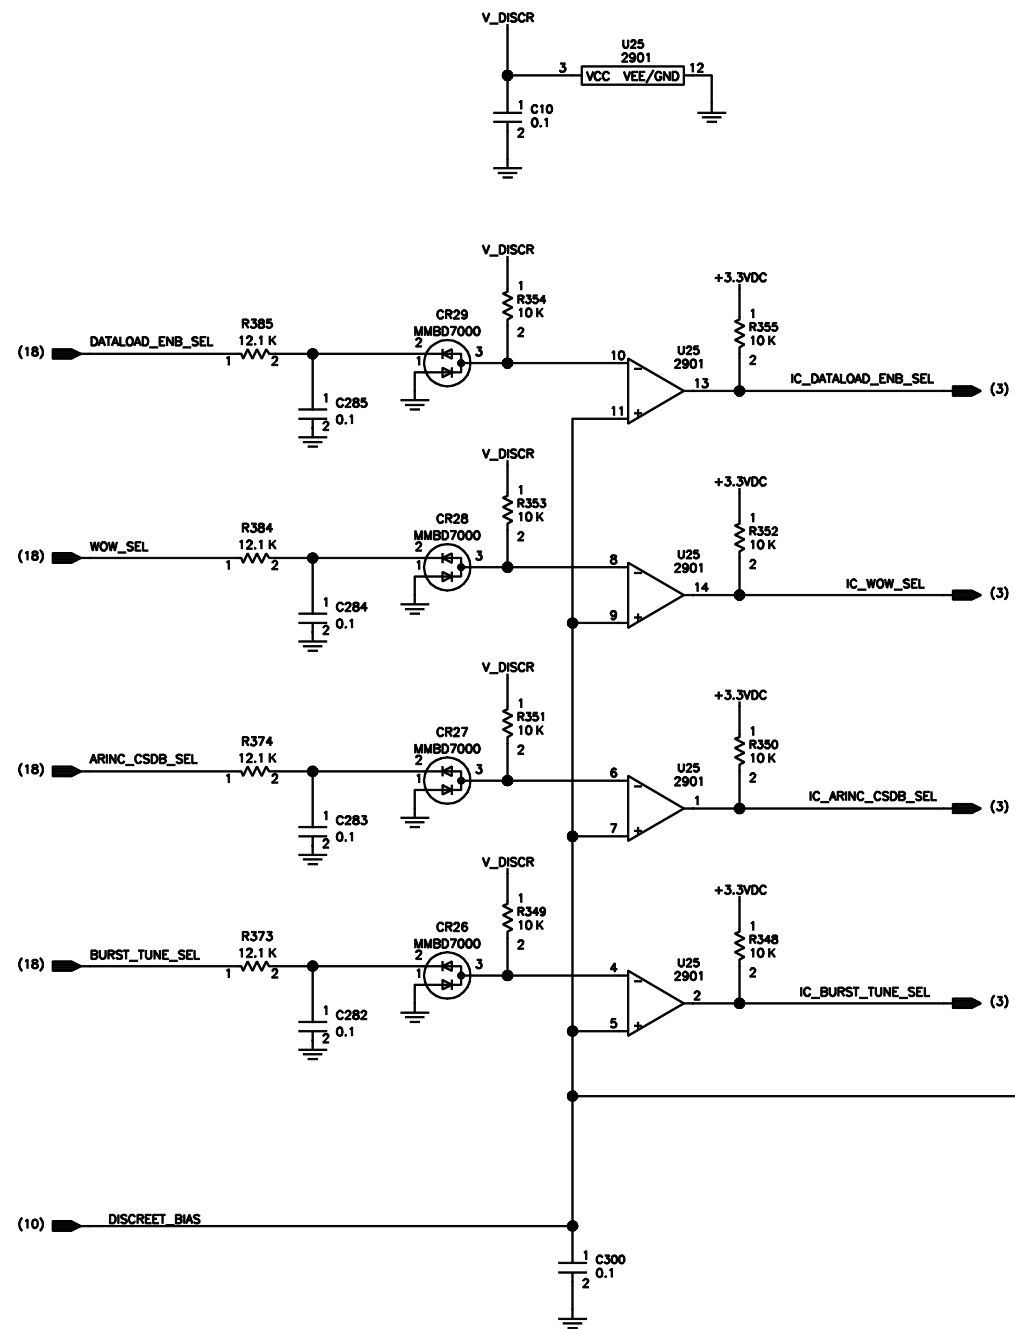 V_DISCR
U25
2901
3 VCC VEE/GND 12
1
C10
0.1
2
V_DISCR
1
R354
10 K
2
+3.3VDC
1
R355
10 K
2
R385
12.1 K
CR29
MMBD7000
(18) DATALOAD_ENB_SEL
1 2
2
1 3
10
11
U25
2901
13
IC_DATALOAD_ENB_SEL (3)
1
C285
2 0.1
V_DISCR
1
R353
10 K
2
+3.3VDC
1
R352
10 K
2
R384
12.1 K
CR28
MMBD7000
(18) WOW_SEL
1 2
2
1 3
8
9
U25
2901
14
IC_WOW_SEL (3)
1
C284
2 0.1
V_DISCR
1
R351
10 K
2
+3.3VDC
1
R350
10 K
2
R374
12.1 K
CR27
MMBD7000
(18) ARINC_CSDB_SEL
1 2
2
1 3
6
7
U25
2901
1
IC_ARINC_CSDB_SEL (3)
1
C283
2 0.1
V_DISCR
1
R349
10 K
2
+3.3VDC
1
R348
10 K
2
R373
12.1 K
CR26
MMBD7000
(18) BURST_TUNE_SEL
1 2
2
1 3
4
5
U25
2901
2
IC_BURST_TUNE_SEL (3)
1
C282
2 0.1
(10) DISCREET_BIAS
1
C300
0.1
2